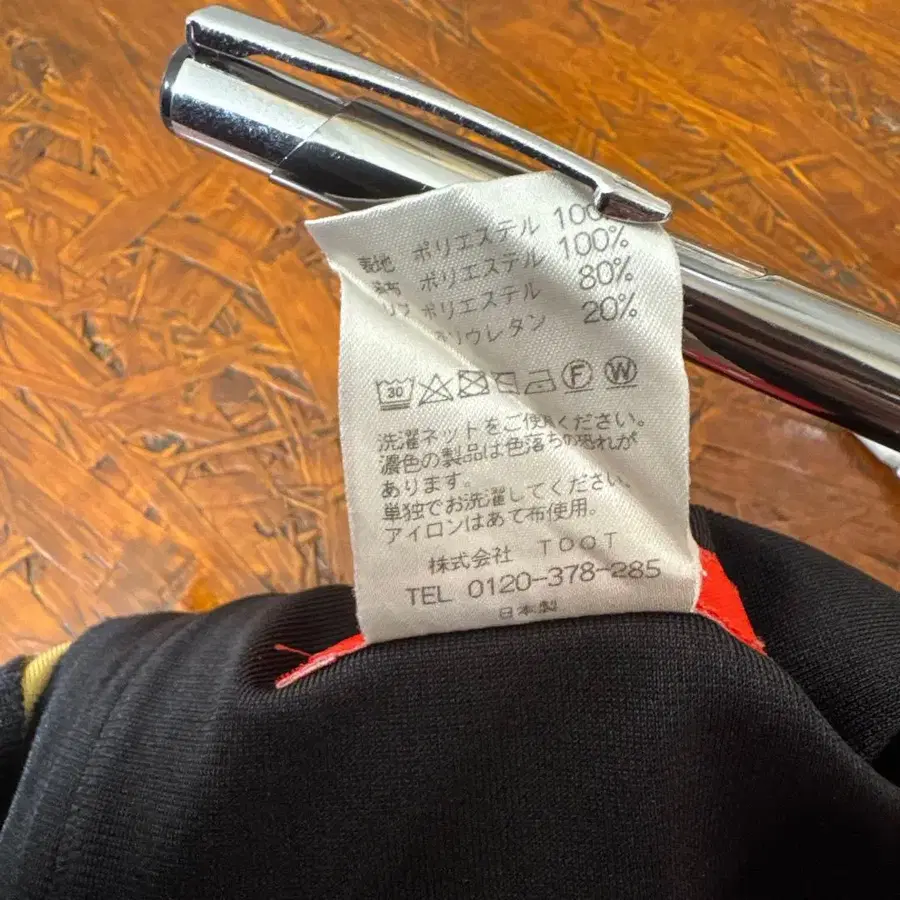 表地 ポリエステル 100%
ポリエステル 100%
ポリエステル 80%
ポリウレタン 20%
30 F W
洗濯ネットをご使用ください。
濃色の製品は色落ちの恐れが
あります。
単独でお洗濯してください。
アイロンはあて布使用。
株式会社 TOOT
TEL 0120-378-285
日本製